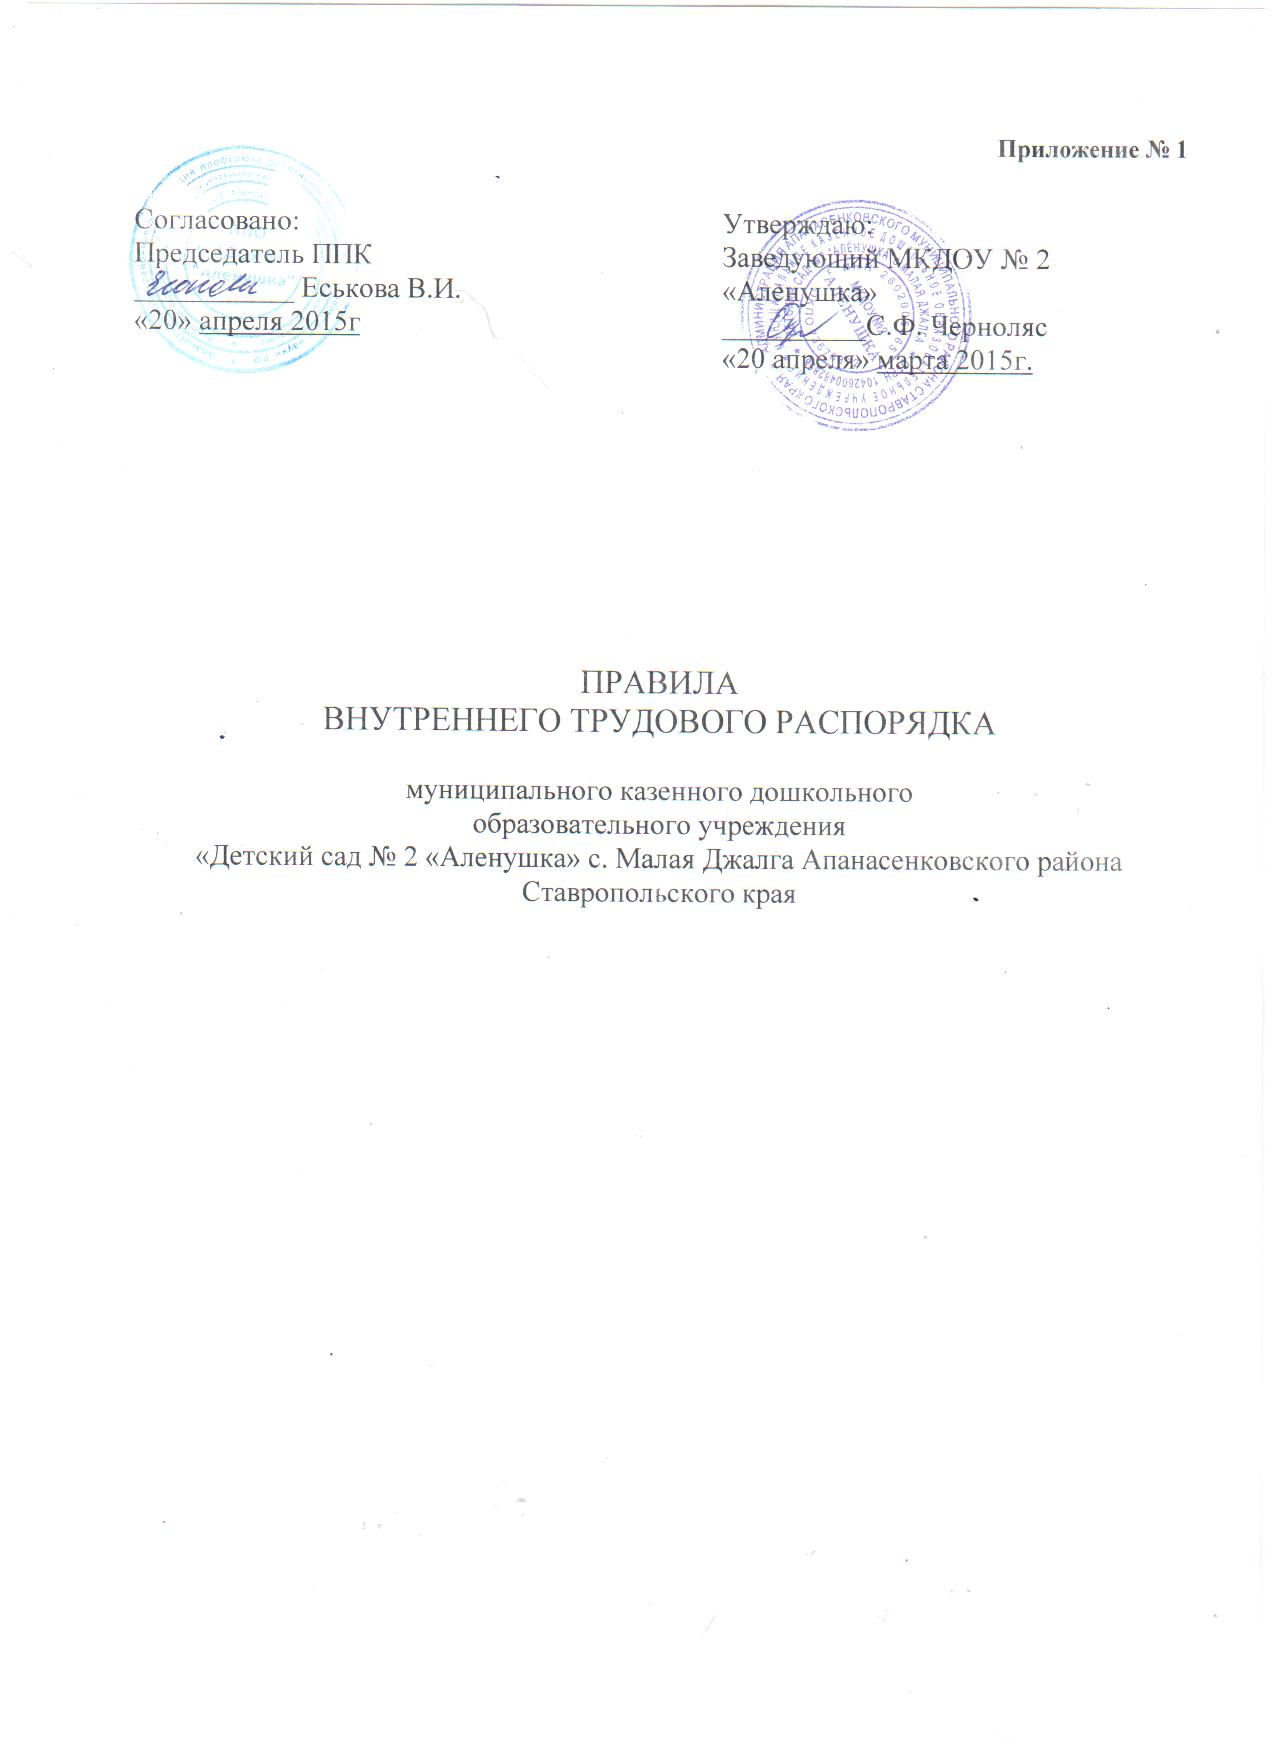 Приложение № 1
Согласовано:
Председатель ППК
Еськова В.И.
«20» апреля 2015г
Утверждаю:
Заведующий МКДОУ № 2
«Аленушка»
С.Ф. Черноляс
«20 апреля» марта 2015г.
ПРАВИЛА
ВНУТРЕННЕГО ТРУДОВОГО РАСПОРЯДКА
муниципального казенного дошкольного
образовательного учреждения
«Детский сад № 2 «Аленушка» с. Малая Джалга Апанасенковского района
Ставропольского края